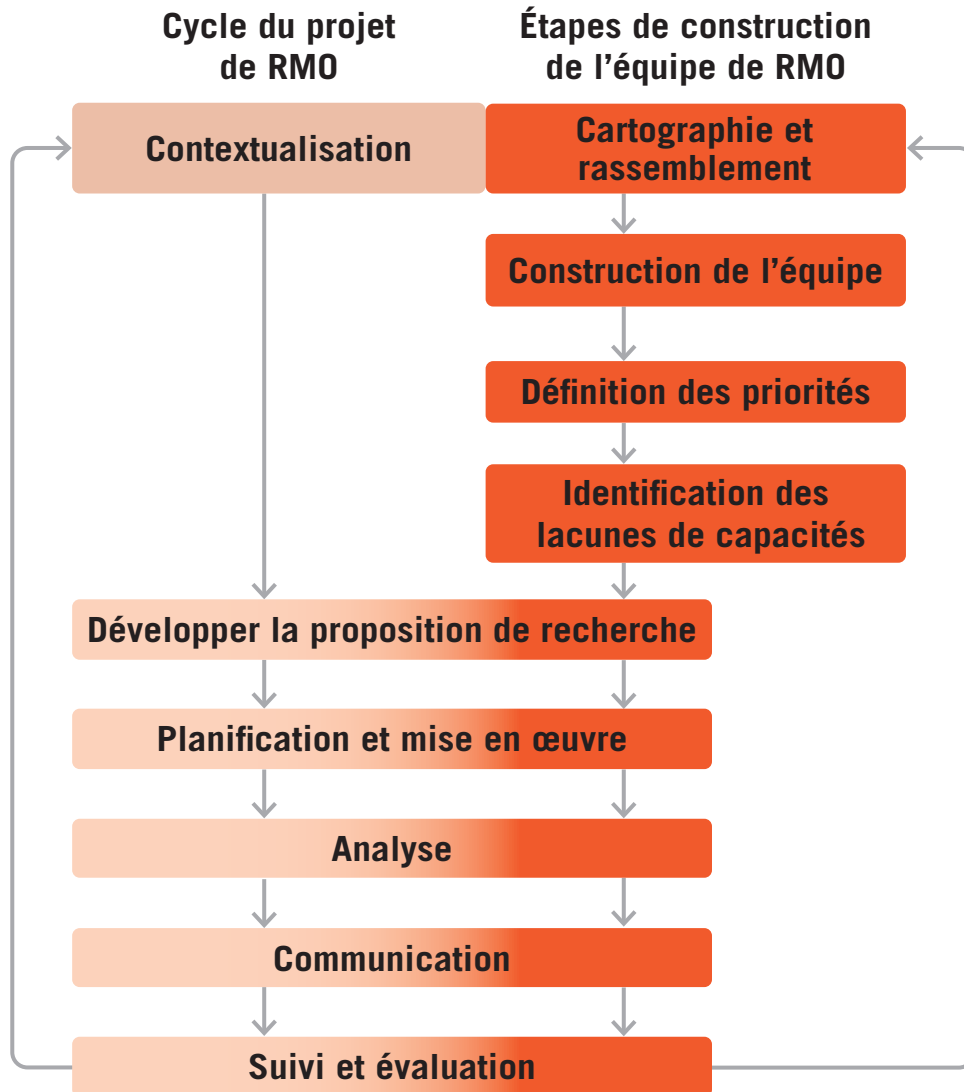 Cycle du projet
de RMO
Étapes de construction
de l’équipe de RMO
Contextualisation
Cartographie et
rassemblement
Construction de l’équipe
Définition des priorités
Identification des
lacunes de capacités
Développer la proposition de recherche
Planification et mise en œuvre
Analyse
Communication
Suivi et évaluation